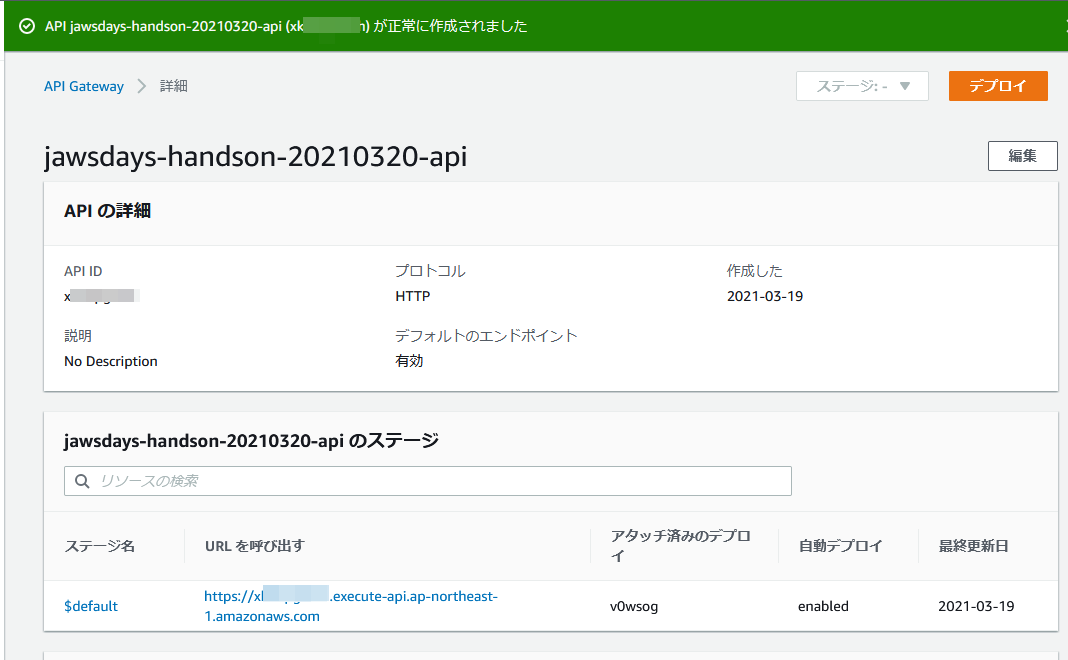 API jawsdays-handson-20210320-api (xk n) が正常に作成されました
API Gateway 詳細
ステージ: - デプロイ
jawsdays-handson-20210320-api
編集
API の詳細
API ID プロトコル 作成した
x HTTP 2021-03-19
説明 デフォルトのエンドポイント
No Description 有効
jawsdays-handson-20210320-api のステージ
リソースの検索
ステージ名 URL を呼び出す アタッチ済みのデプロイ 自動デプロイ 最終更新日
$default https:// .execute-api.ap-northeast-
1.amazonaws.com v0wsog enabled 2021-03-19